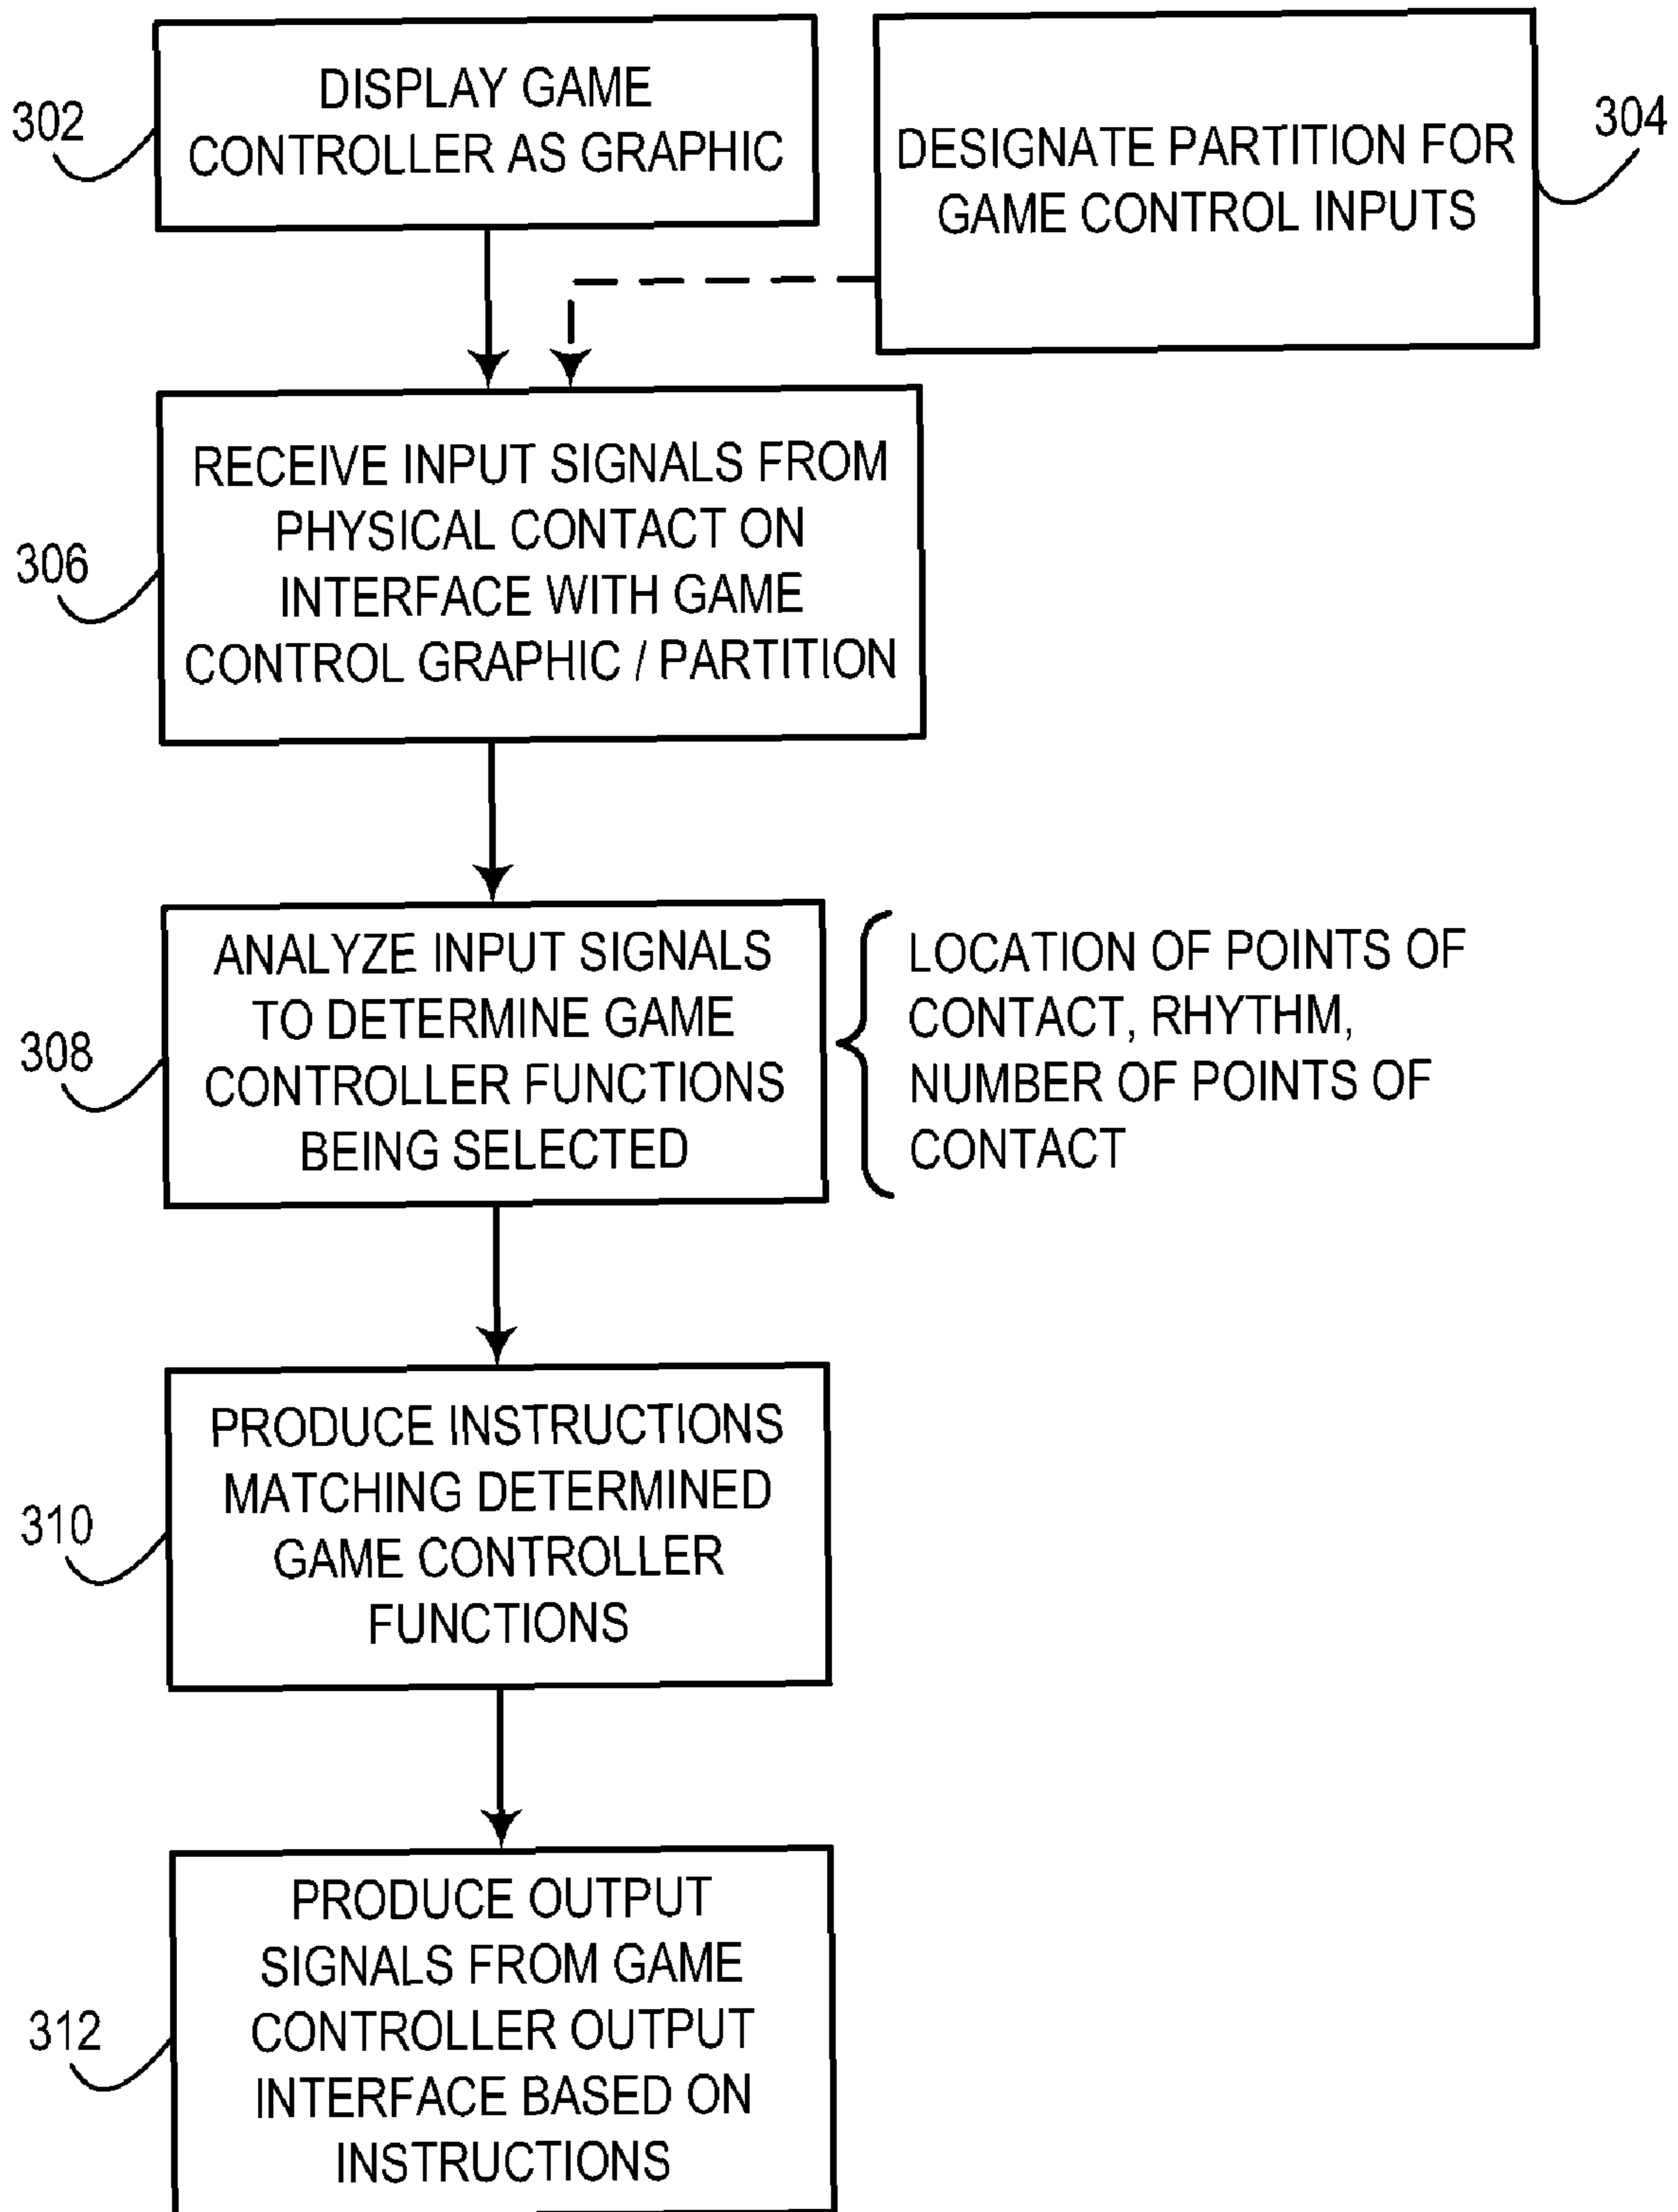 302
DISPLAY GAME
CONTROLLER AS GRAPHIC
DESIGNATE PARTITION FOR
GAME CONTROL INPUTS
304
306
RECEIVE INPUT SIGNALS FROM
PHYSICAL CONTACT ON
INTERFACE WITH GAME
CONTROL GRAPHIC / PARTITION
308
ANALYZE INPUT SIGNALS
TO DETERMINE GAME
CONTROLLER FUNCTIONS
BEING SELECTED
LOCATION OF POINTS OF
CONTACT, RHYTHM,
NUMBER OF POINTS OF
CONTACT
310
PRODUCE INSTRUCTIONS
MATCHING DETERMINED
GAME CONTROLLER
FUNCTIONS
312
PRODUCE OUTPUT
SIGNALS FROM GAME
CONTROLLER OUTPUT
INTERFACE BASED ON
INSTRUCTIONS